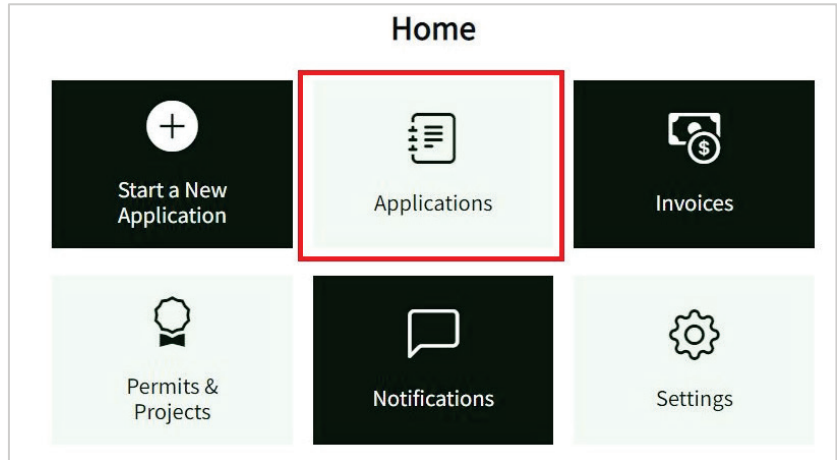 Home
Start a New
Application
Applications
Invoices
Permits &
Projects
Notifications
Settings